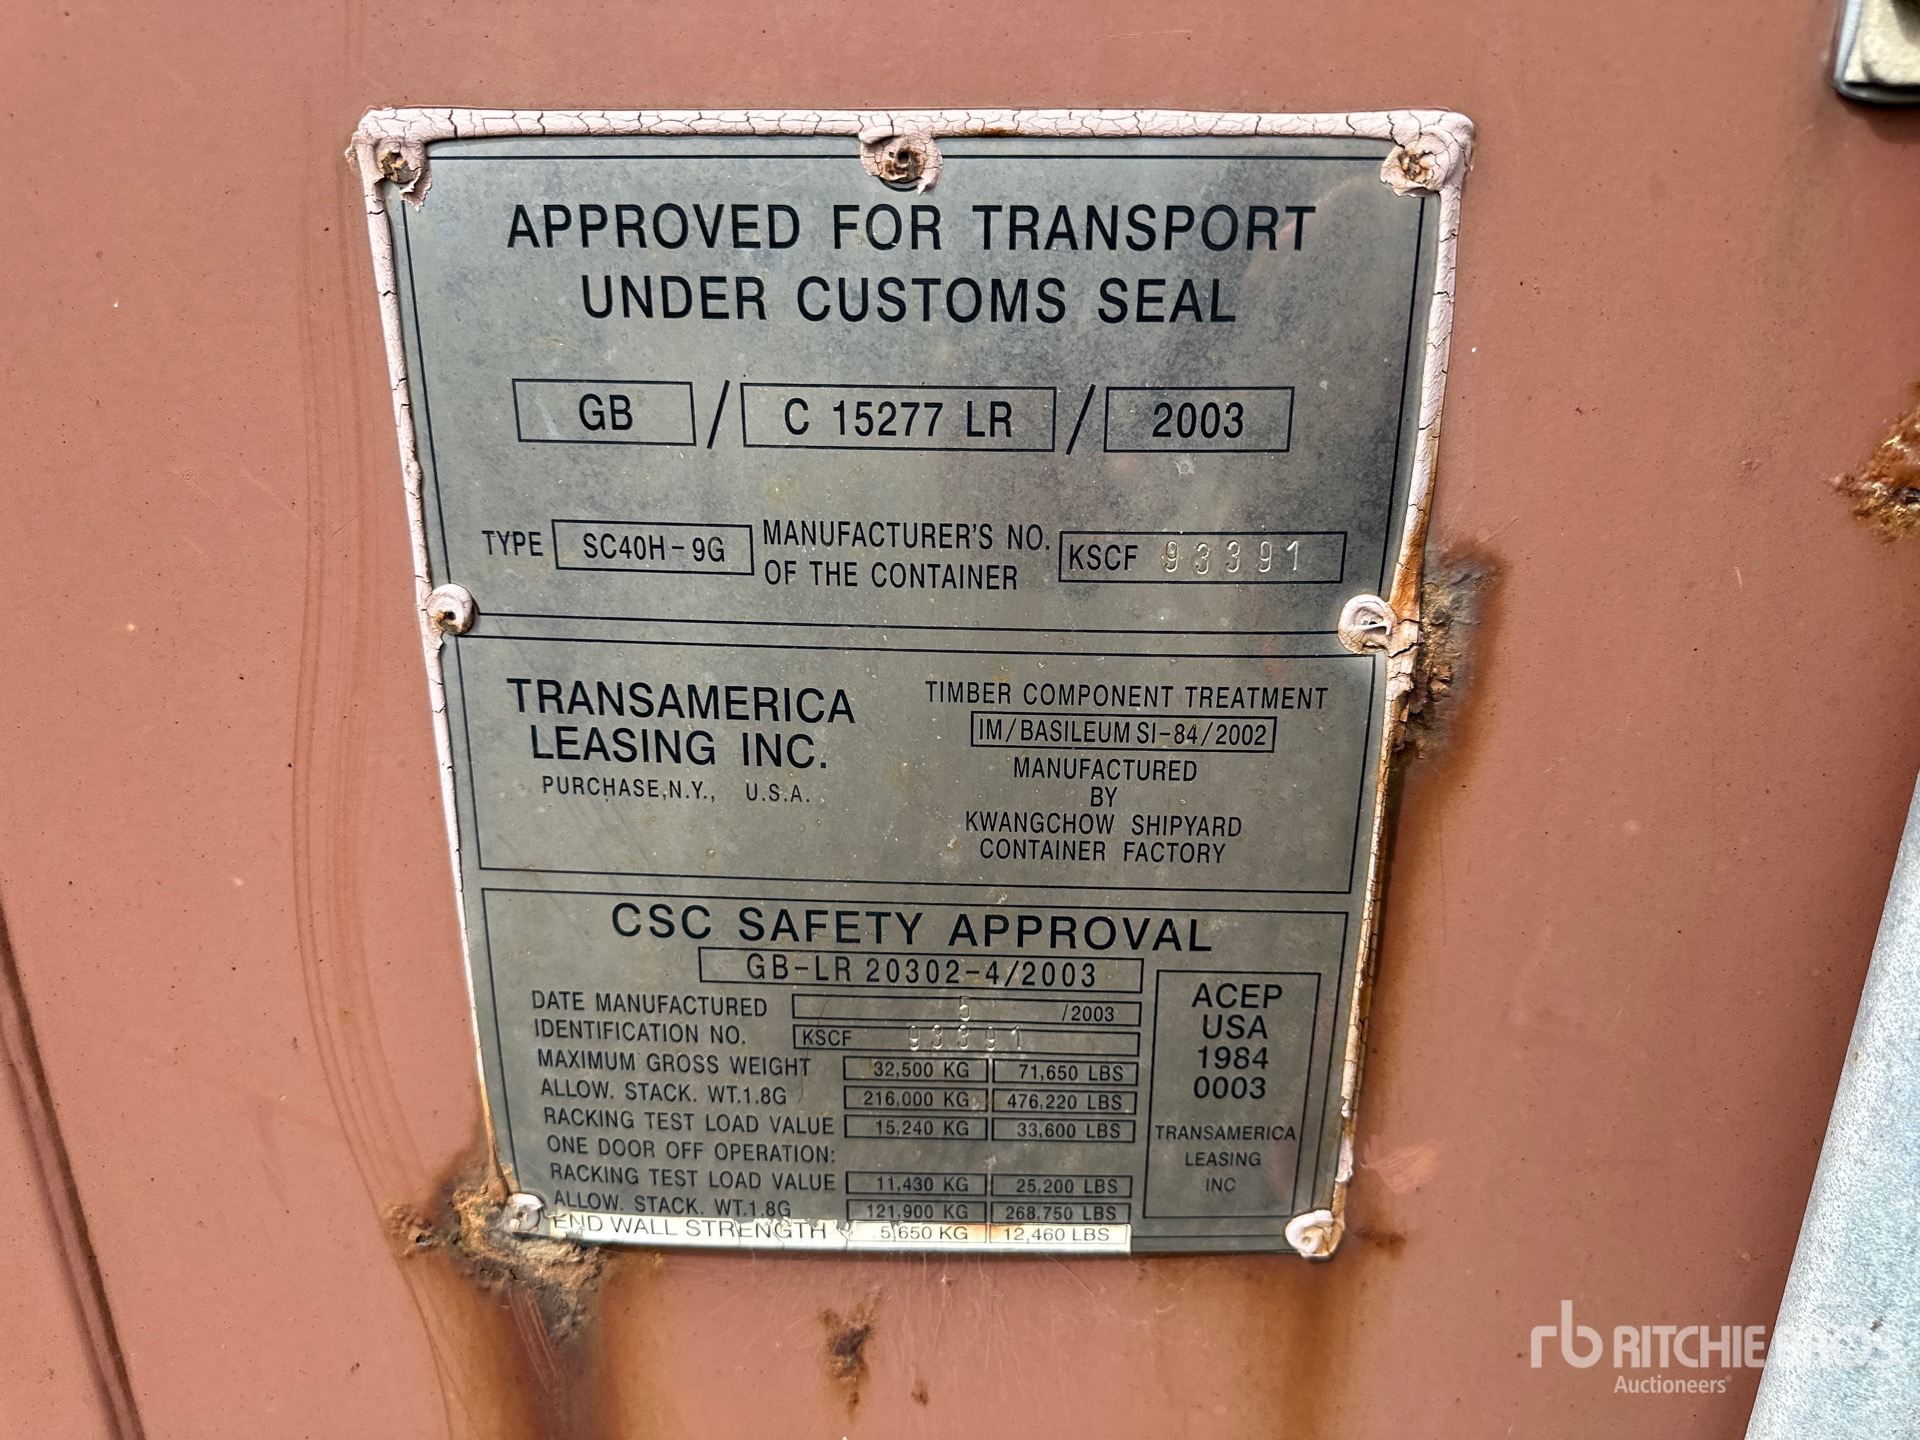 APPROVED FOR TRANSPORT
UNDER CUSTOMS SEAL
GB / C 15277 LR / 2003
TYPE SC40H-9G MANUFACTURER'S NO. OF THE CONTAINER KSCF 93391
TRANSAMERICA
LEASING INC.
PURCHASE, N.Y., U.S.A.
TIMBER COMPONENT TREATMENT
IM/BASILEUM SI-84/2002
MANUFACTURED
BY
KWANGCHOW SHIPYARD
CONTAINER FACTORY
CSC SAFETY APPROVAL
GB-LR 20302-4/2003
DATE MANUFACTURED 5 /2003
IDENTIFICATION NO. KSCF 93391
MAXIMUM GROSS WEIGHT 32,500 KG 71,650 LBS
ALLOW. STACK. WT.1.8G 216,000 KG 476,220 LBS
RACKING TEST LOAD VALUE 15,240 KG 33,600 LBS
ONE DOOR OFF OPERATION:
RACKING TEST LOAD VALUE 11,430 KG 25,200 LBS
ALLOW. STACK. WT.1.8G 121,900 KG 268,750 LBS
END WALL STRENGTH 5,650 KG 12,460 LBS
ACEP
USA
1984
0003
TRANSAMERICA
LEASING
INC
rb RITCHIE BROS
Auctioneers